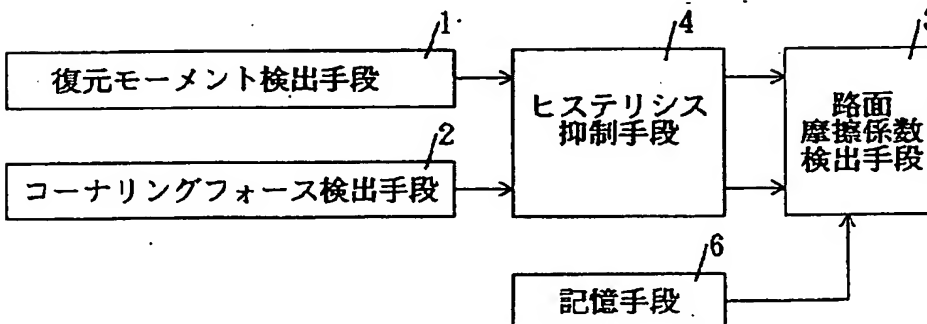 1
復元モーメント検出手段
2
コーナリングフォース検出手段
4
ヒステリシス
抑制手段
路面
摩擦係数
検出手段
6
記憶手段